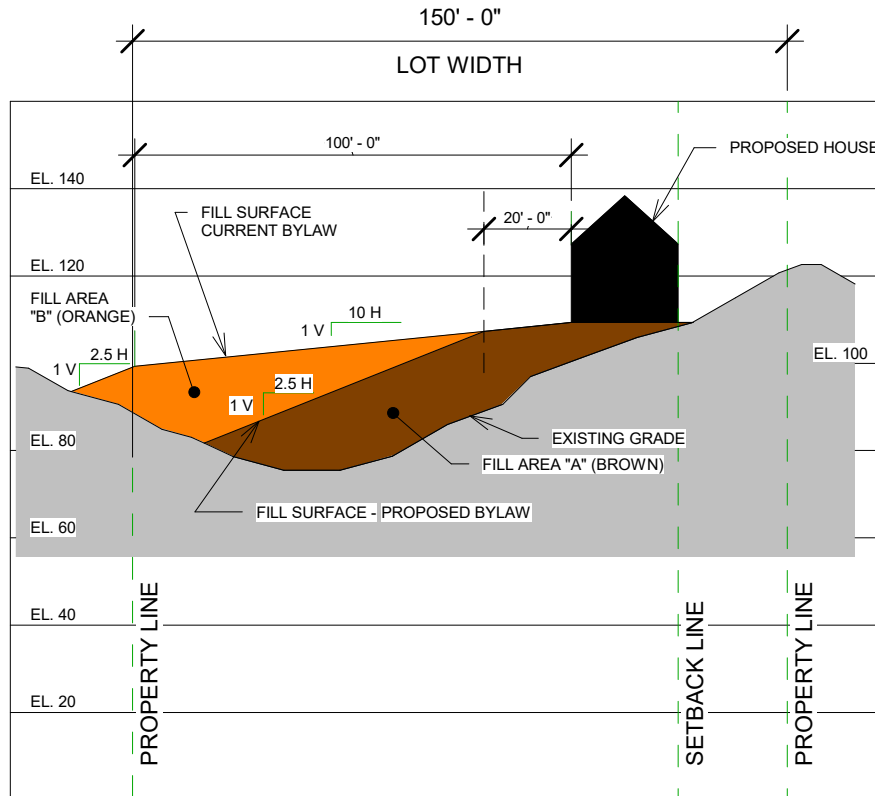 150' - 0"
LOT WIDTH
100' - 0"
PROPOSED HOUSE
EL. 140
FILL SURFACE
CURRENT BYLAW
20' - 0"
EL. 120
FILL AREA
"B" (ORANGE)
10 H
1 V
2.5 H
1 V
EL. 100
2.5 H
1 V
EL. 80
EXISTING GRADE
FILL AREA "A" (BROWN)
FILL SURFACE - PROPOSED BYLAW
EL. 60
EL. 40
EL. 20
PROPERTY LINE
SETBACK LINE
PROPERTY LINE